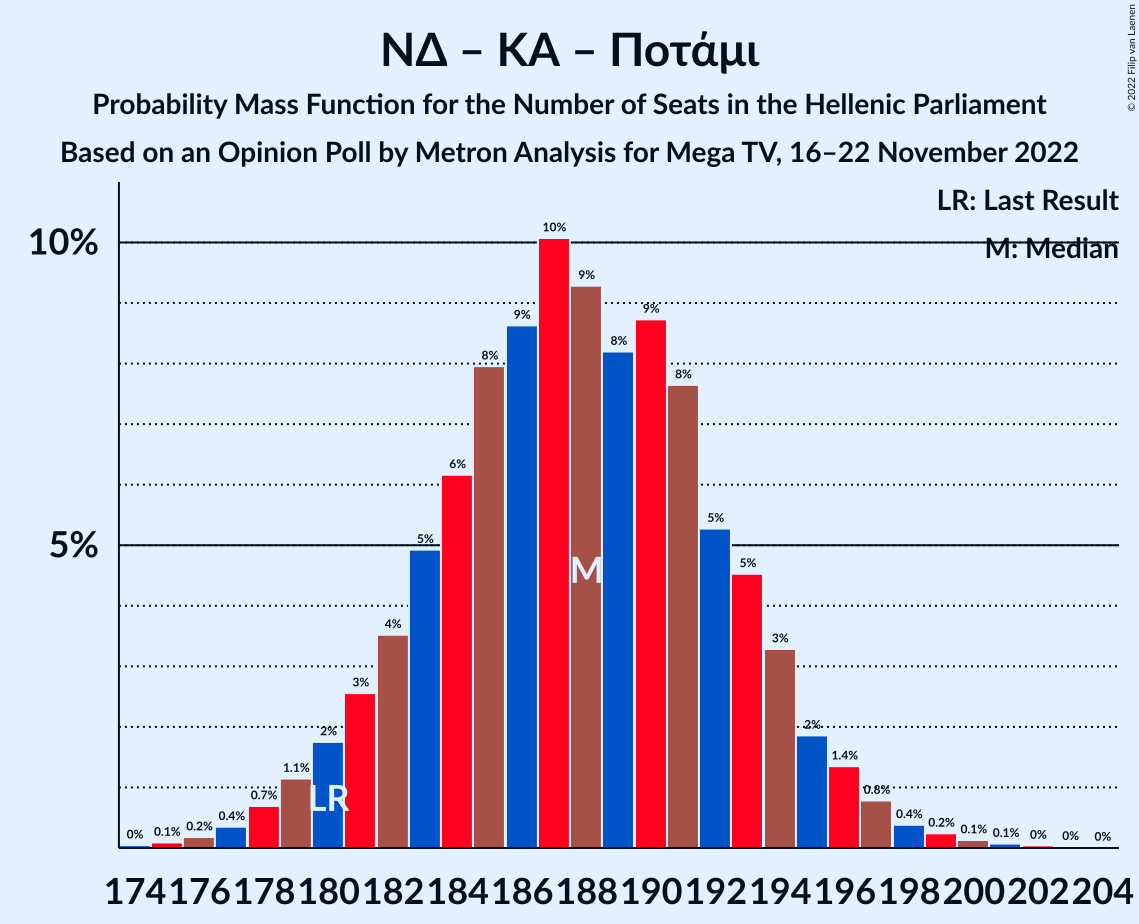 ΝΔ – ΚΑ – Ποτάμι
Probability Mass Function for the Number of Seats in the Hellenic Parliament
Based on an Opinion Poll by Metron Analysis for Mega TV, 16–22 November 2022
© 2022 Filip van Laenen
LR: Last Result
M: Median
10%
5%
0% 0.1% 0.2% 0.4% 0.7% 1.1% 2% 3% 4% 5% 6% 8% 9% 10% 9% 8% 9% 8% 5% 5% 3% 2% 1.4% 0.8% 0.4% 0.2% 0.1% 0.1% 0% 0% 0%
M
LR
174 176 178 180 182 184 186 188 190 192 194 196 198 200 202 204